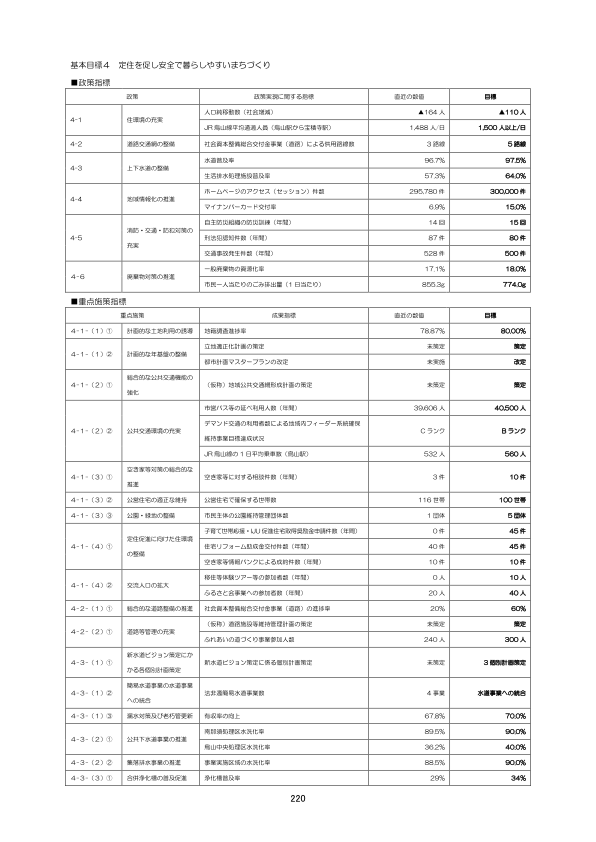 基本目標４　定住を促し安全で暮らしやすいまちづくり
■政策指標
政策 政策実現に関する指標 直近の数値 目標
4-1 住環境の充実 人口純移動数（社会増減） ▲164 人 ▲110 人
JR 烏山線平均通過人員（烏山駅から宝積寺駅） 1,488 人/日 1,500 人以上/日
4-2 道路交通網の整備 社会資本整備総合交付金事業（道路）による供用路線数 3 路線 5 路線
4-3 上下水道の整備 水道普及率 96.7% 97.5%
生活排水処理施設普及率 57.3% 64.0%
4-4 地域情報化の推進 ホームページのアクセス（セッション）件数 295,780 件 300,000 件
マイナンバーカード交付率 6.9% 15.0%
4-5 消防・交通・防犯対策の
充実
自主防災組織の防災訓練（年間） 14 回 15 回
刑法犯認知件数（年間） 87 件 80 件
交通事故発生件数（年間） 528 件 500 件
4-6 廃棄物対策の推進 一般廃棄物の資源化率 17.1% 18.0%
市民一人当たりのごみ排出量（1 日当たり） 855.3g 774.0g
■重点施策指標
重点施策 成果指標 直近の数値 目標
4-1-（1）① 計画的な土地利用の誘導 地籍調査進捗率 78.87% 80.00%
4-1-（1）② 計画的な年基盤の整備 立地適正化計画の策定 未策定 策定
都市計画マスタープランの改定 未実施 改定
4-1-（2）① 総合的な公共交通機能の
強化
（仮称）地域公共交通網形成計画の策定 未策定 策定
4-1-（2）② 公共交通環境の充実 市営バス等の延べ利用人数（年間） 39,606 人 40,500 人
デマンド交通の利用者数による地域内フィーダー系統確保
維持事業目標達成状況 C ランク B ランク
JR 烏山線の 1 日平均乗車数（烏山駅） 532 人 560 人
4-1-（3）① 空き家等対策の総合的な
推進
空き家等に対する相談件数（年間） 3 件 10 件
4-1-（3）② 公営住宅の適正な維持 公営住宅で確保する世帯数 116 世帯 100 世帯
4-1-（3）③ 公園・緑地の整備 市民主体の公園維持管理団体数 1 団体 5 団体
4-1-（4）① 定住促進に向けた住環境
の整備
子育て世帯応援・IJU 促進住宅取得奨励金申請件数（年間） 0 件 45 件
住宅リフォーム助成金交付件数（年間） 40 件 45 件
空き家等情報バンクによる成約件数（年間） 10 件 10 件
4-1-（4）② 交流人口の拡大 移住等体験ツアー等の参加者数（年間） 0 人 10 人
ふるさと会事業への参加者数（年間） 20 人 40 人
4-2-（1）① 総合的な道路整備の推進 社会資本整備総合交付金事業（道路）の進捗率 20% 60%
4-2-（2）① 道路等管理の充実 （仮称）道路施設等維持管理計画の策定 未策定 策定
ふれあいの道づくり事業参加人数 240 人 300 人
4-3-（1）① 新水道ビジョン策定にか
かる各個別計画策定
新水道ビジョン策定に係る個別計画策定 未策定 3 個別計画策定
4-3-（1）② 簡易水道事業の水道事業
への統合
法非適簡易水道事業数 4 事業 水道事業への統合
4-3-（1）③ 漏水対策及び老朽管更新 有収率の向上 67.8% 70.0%
4-3-（2）① 公共下水道事業の推進 南那須処理区水洗化率 89.5% 90.0%
烏山中央処理区水洗化率 36.2% 40.0%
4-3-（2）② 集落排水事業の推進 事業実施区域の水洗化率 88.5% 90.0%
4-3-（3）① 合併浄化槽の普及促進 浄化槽普及率 29% 34%
220